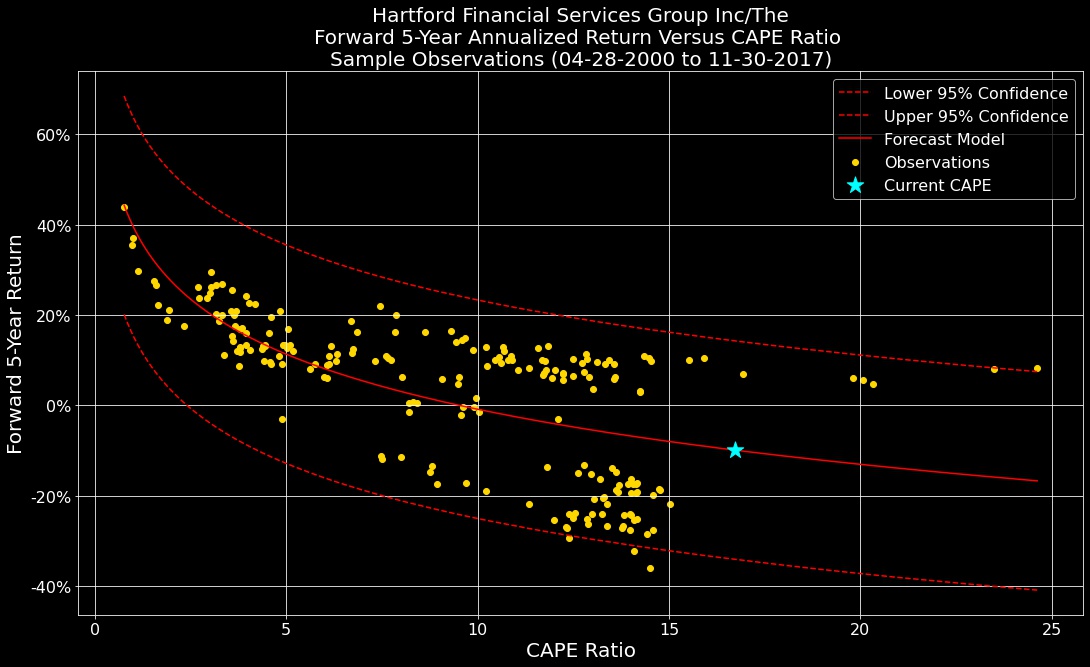 Hartford Financial Services Group Inc/The
Forward 5-Year Annualized Return Versus CAPE Ratio
Sample Observations (04-28-2000 to 11-30-2017)
Lower 95% Confidence
Upper 95% Confidence
Forecast Model
Observations
Current CAPE
Forward 5-Year Return
60%
40%
20%
0%
-20%
-40%
0 5 10 15 20 25
CAPE Ratio